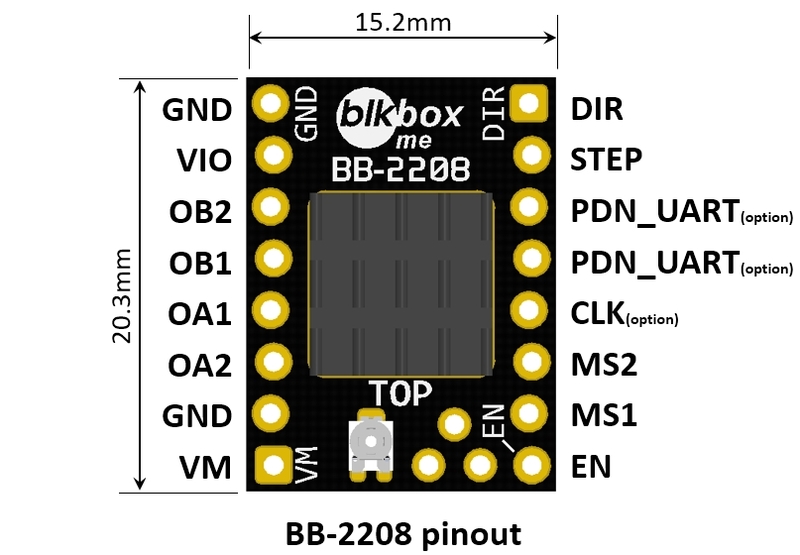 15.2mm
20.3mm
GND
VIO
OB2
OB1
OA1
OA2
GND
VM
GND
DIR
blkbox
me
BB-2208
TOP
VM
EN
DIR
STEP
PDN_UART(option)
PDN_UART(option)
CLK(option)
MS2
MS1
EN
BB-2208 pinout